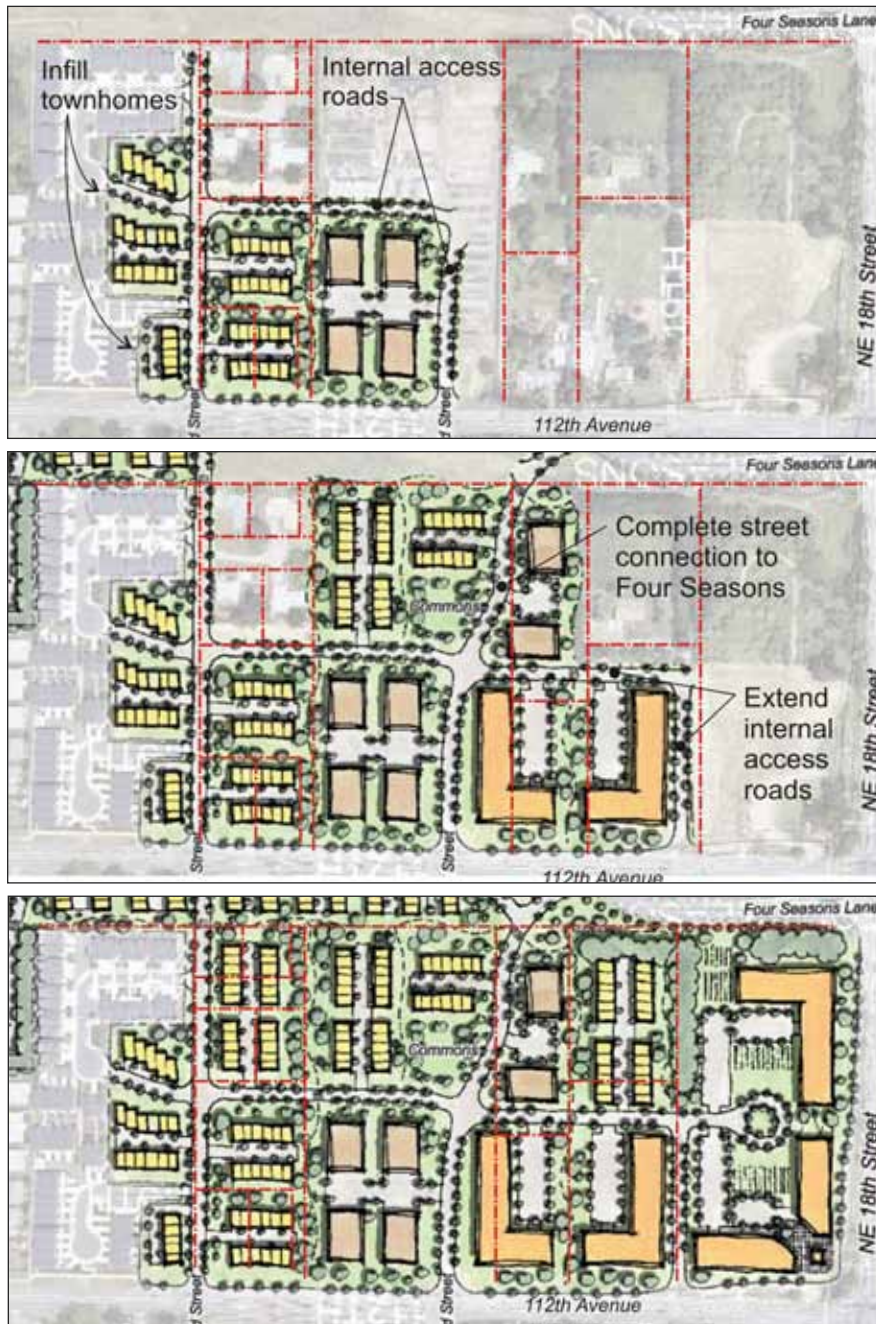 Four Seasons Lane
Infill
townhomes
Internal access
roads
NE 18th Street
Street
Street
112th Avenue
Four Seasons Lane
Complete street
connection to
Four Seasons
Commons
Extend
internal
access
roads
NE 18th Street
Street
Street
112th Avenue
Four Seasons Lane
Commons
NE 18th Street
d Street
d Street
112th Avenue